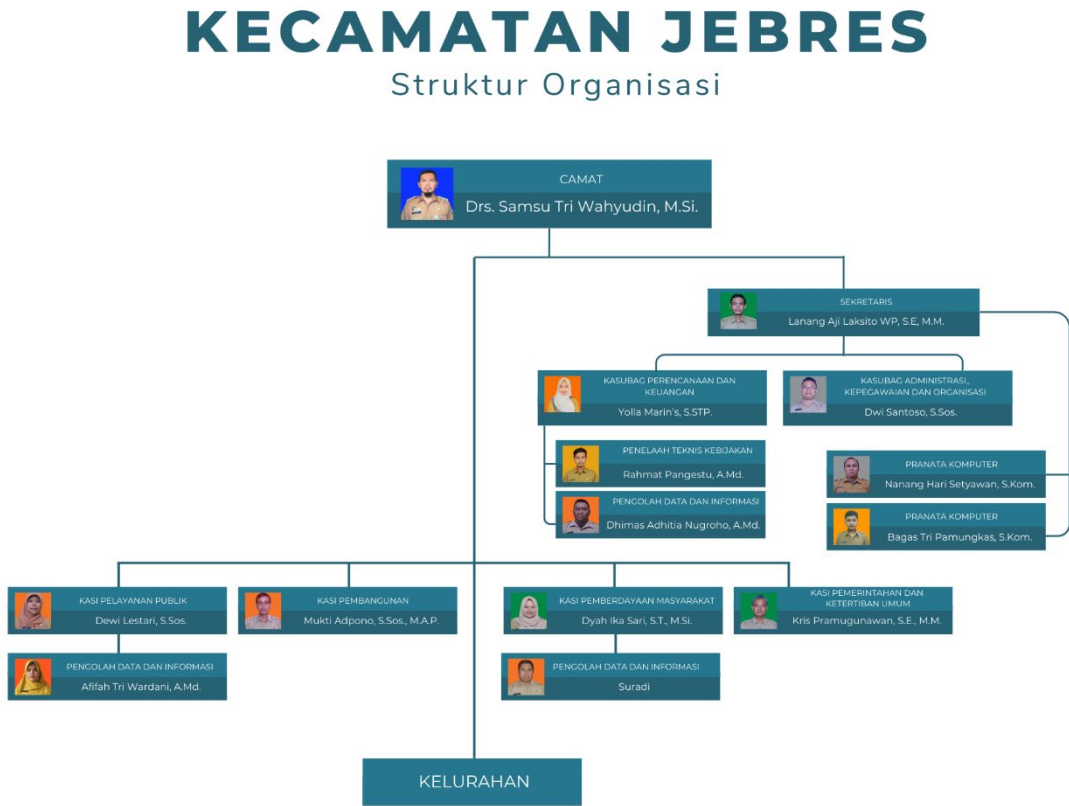 KECAMATAN JEBRES
Struktur Organisasi
CAMAT
Drs. Samsu Tri Wahyudin, M.Si.
SEKRETARIS
Lanang Aji Laksito WP, S.E, M.M.
KASUBAG PERENCANAAN DAN
KEUANGAN
Yolla Marin's, S.STP.
KASUBAG ADMINISTRASI,
KEPEGAWAIAN DAN ORGANISASI
Dwi Santoso, S.Sos.
PENELAAH TEKNIS KEBIJAKAN
Rahmat Pangestu, A.Md.
PENGOLAH DATA DAN INFORMASI
Dhimas Adhitia Nugroho, A.Md.
PRANATA KOMPUTER
Nanang Hari Setyawan, S.Kom.
PRANATA KOMPUTER
Bagas Tri Pamungkas, S.Kom.
KASI PELAYANAN PUBLIK
Dewi Lestari, S.Sos.
KASI PEMBANGUNAN
Mukti Adpono, S.Sos., M.A.P.
KASI PEMBERDAYAAN MASYARAKAT
Dyah Ika Sari, S.T., M.Si.
KASI PEMERINTAHAN DAN
KETERTIBAN UMUM
Kris Pramugunawan, S.E., M.M.
PENGOLAH DATA DAN INFORMASI
Afifah Tri Wardani, A.Md.
PENGOLAH DATA DAN INFORMASI
Suradi
KELURAHAN